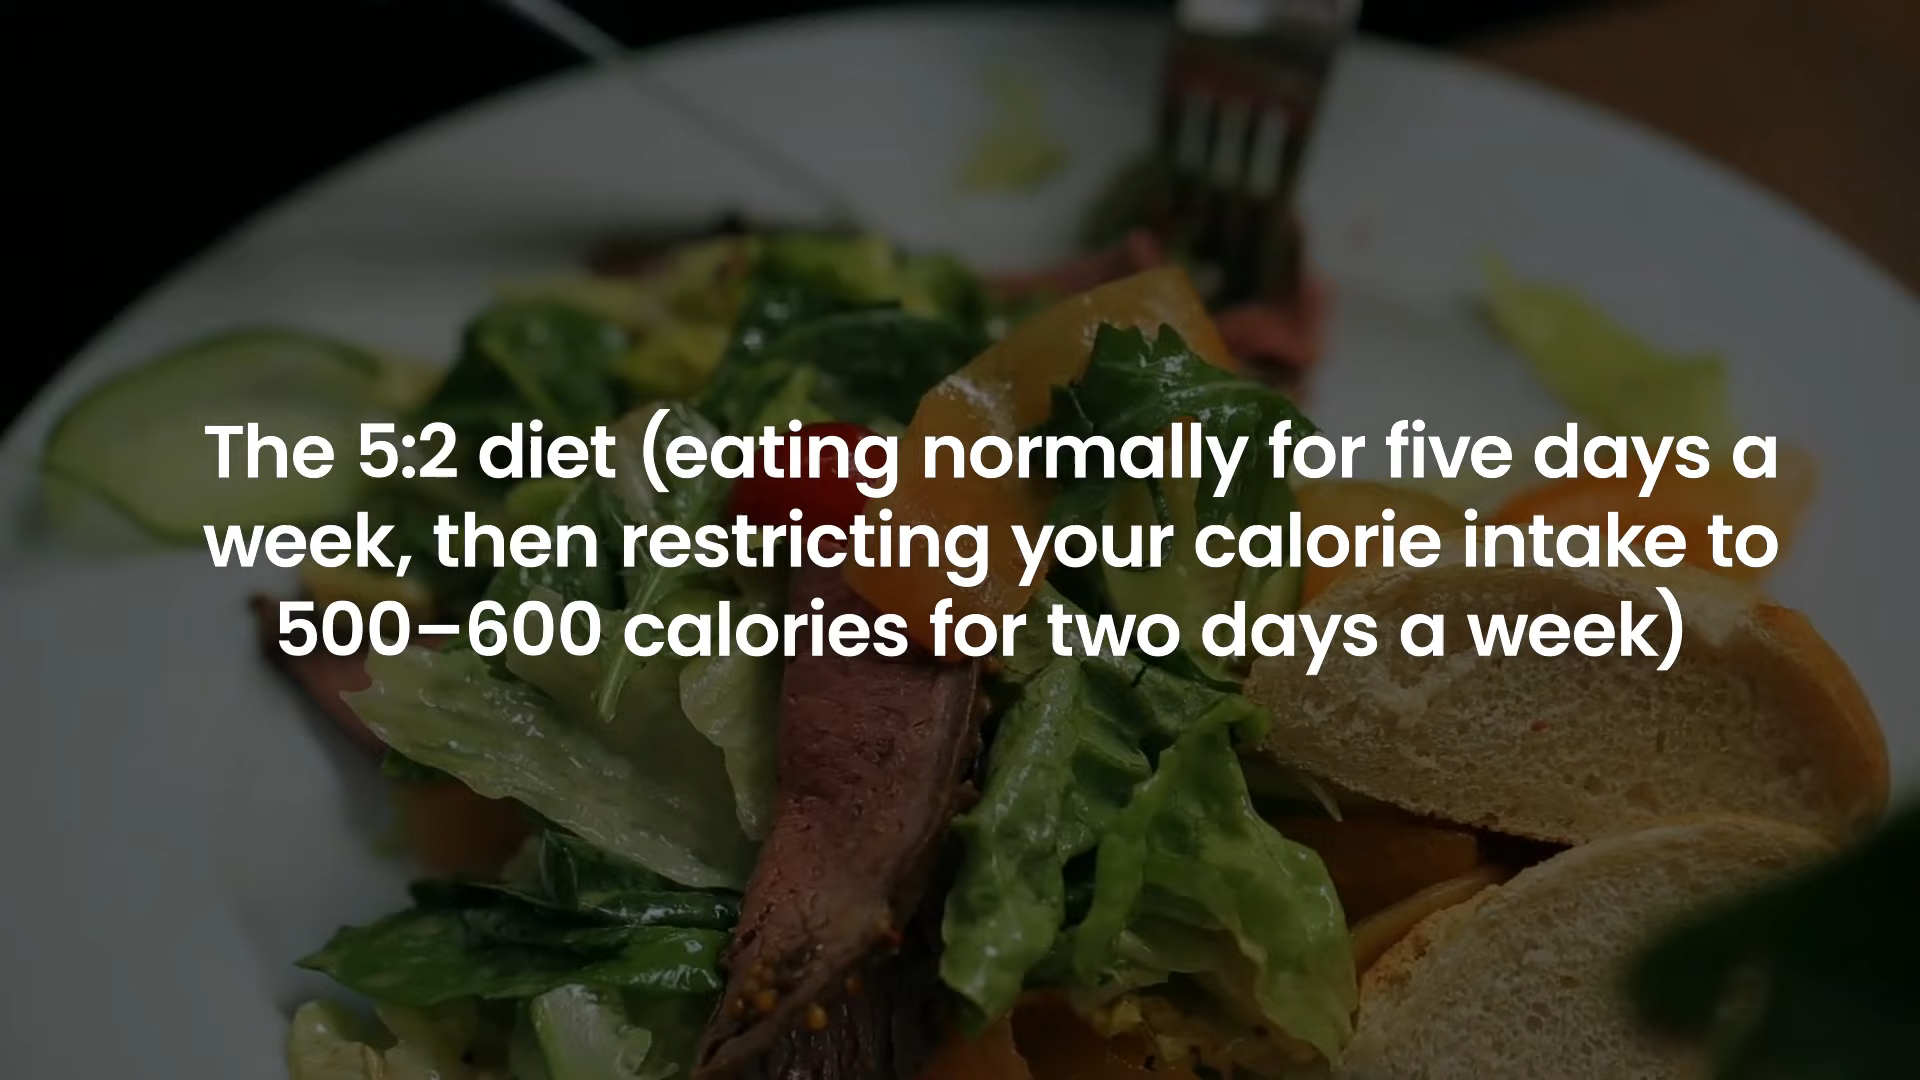 The 5:2 diet (eating normally for five days a
week, then restricting your calorie intake to
500–600 calories for two days a week)